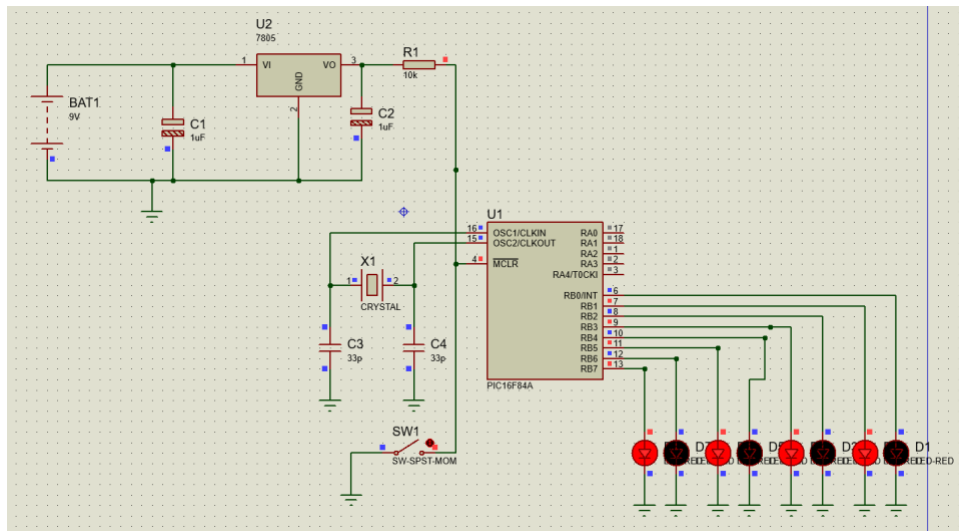 U2
7805
1 VI VO 3
GND
2
R1
10k
BAT1
9V
C1
1uF
C2
1uF
U1
16 OSC1/CLKIN RA0 17
15 OSC2/CLKOUT RA1 18
RA2 1
4 MCLR RA3 2
RA4/T0CKI 3
RB0/INT 6
RB1 7
RB2 8
RB3 9
RB4 10
RB5 11
RB6 12
RB7 13
PIC16F84A
X1
1 2
CRYSTAL
C3
33p
C4
33p
SW1
SW-SPST-MOM
D1
LED-RED